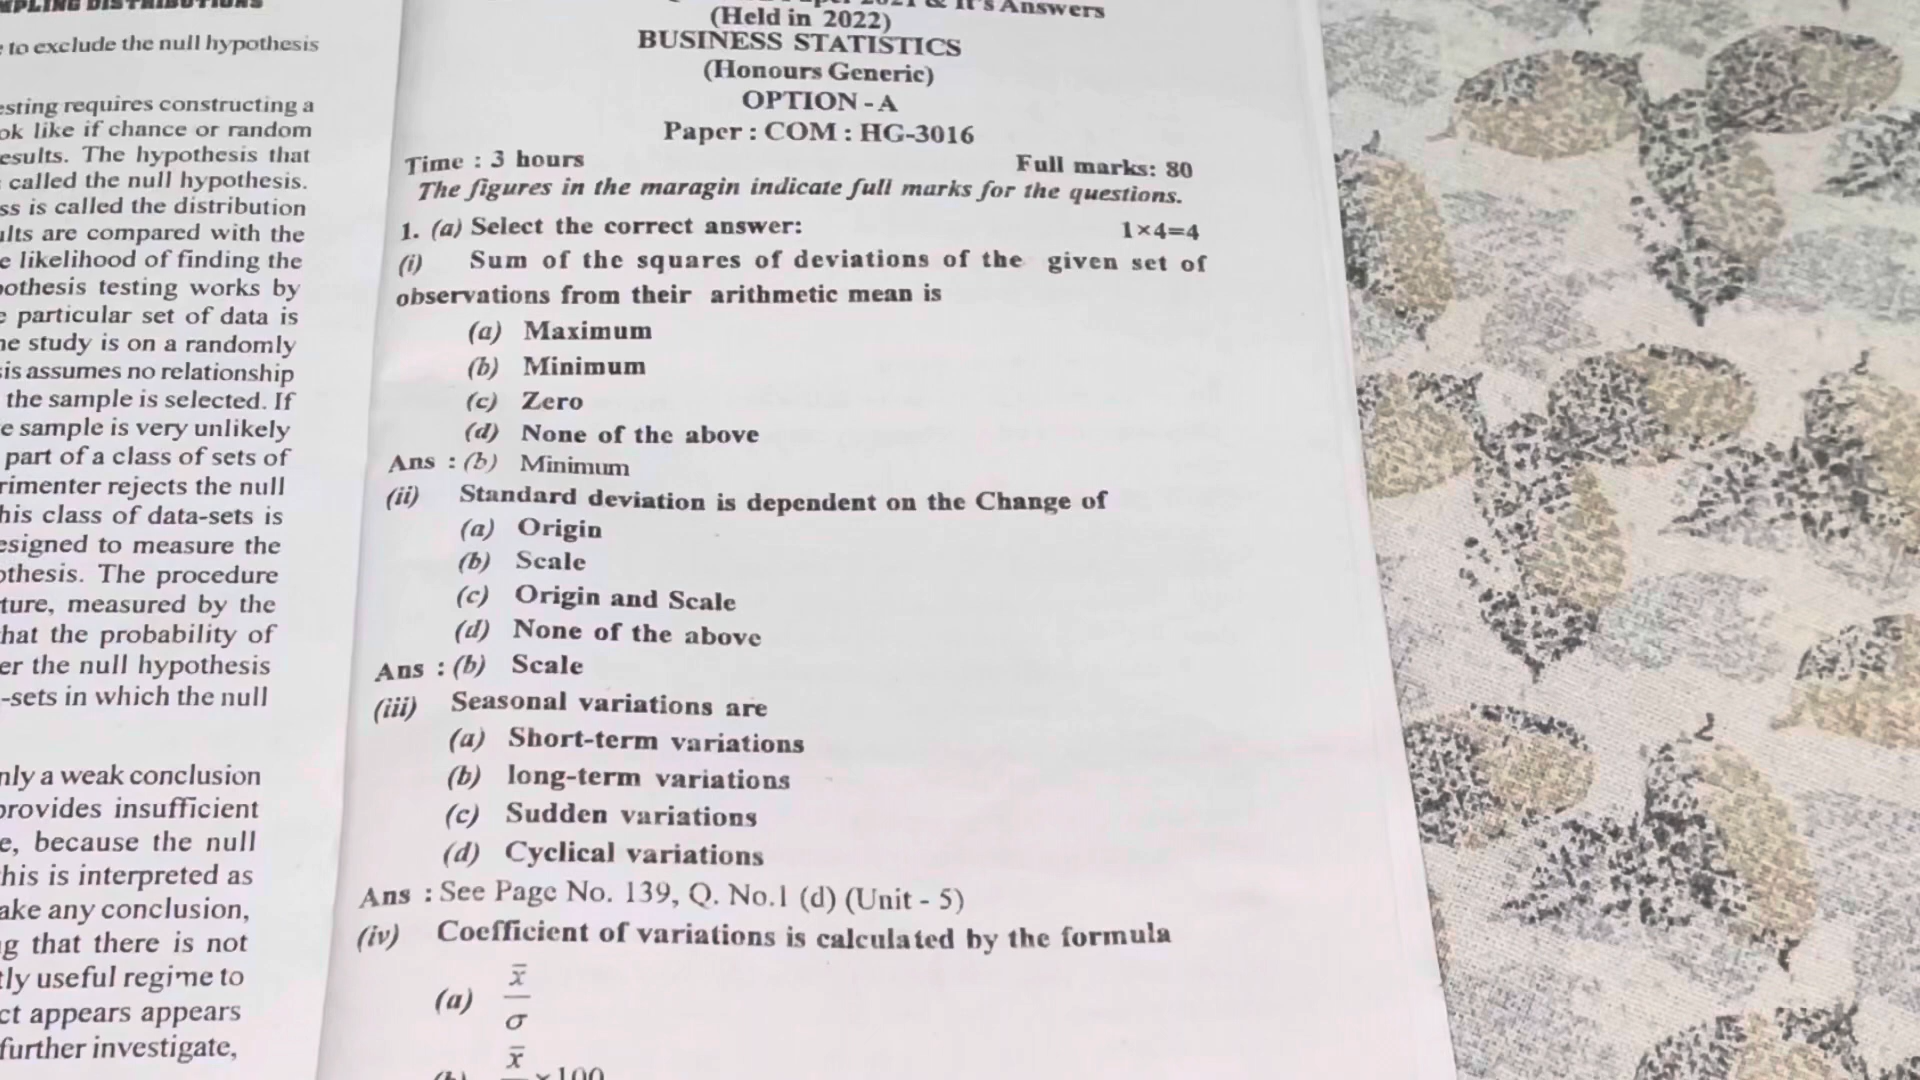 to exclude the null hypothesis
esting requires constructing a
ok like if chance or random
esults. The hypothesis that
called the null hypothesis.
ss is called the distribution
ults are compared with the
e likelihood of finding the
pothesis testing works by
e particular set of data is
he study is on a randomly
sis assumes no relationship
the sample is selected. If
e sample is very unlikely
part of a class of sets of
rimenter rejects the null
his class of data-sets is
esigned to measure the
othesis. The procedure
ture, measured by the
hat the probability of
er the null hypothesis
-sets in which the null
nly a weak conclusion
provides insufficient
e, because the null
his is interpreted as
ake any conclusion,
g that there is not
tly useful regime to
ct appears appears
further investigate,
& It's Answers
(Held in 2022)
BUSINESS STATISTICS
(Honours Generic)
OPTION - A
Paper : COM : HG-3016
Time : 3 hours Full marks: 80
The figures in the maragin indicate full marks for the questions.
1. (a) Select the correct answer: 1×4=4
(i) Sum of the squares of deviations of the given set of
observations from their arithmetic mean is
(a) Maximum
(b) Minimum
(c) Zero
(d) None of the above
Ans : (b) Minimum
(ii) Standard deviation is dependent on the Change of
(a) Origin
(b) Scale
(c) Origin and Scale
(d) None of the above
Ans : (b) Scale
(iii) Seasonal variations are
(a) Short-term variations
(b) long-term variations
(c) Sudden variations
(d) Cyclical variations
Ans : See Page No. 139, Q. No.1 (d) (Unit - 5)
(iv) Coefficient of variations is calculated by the formula
(a) x̄/σ
x̄
×100